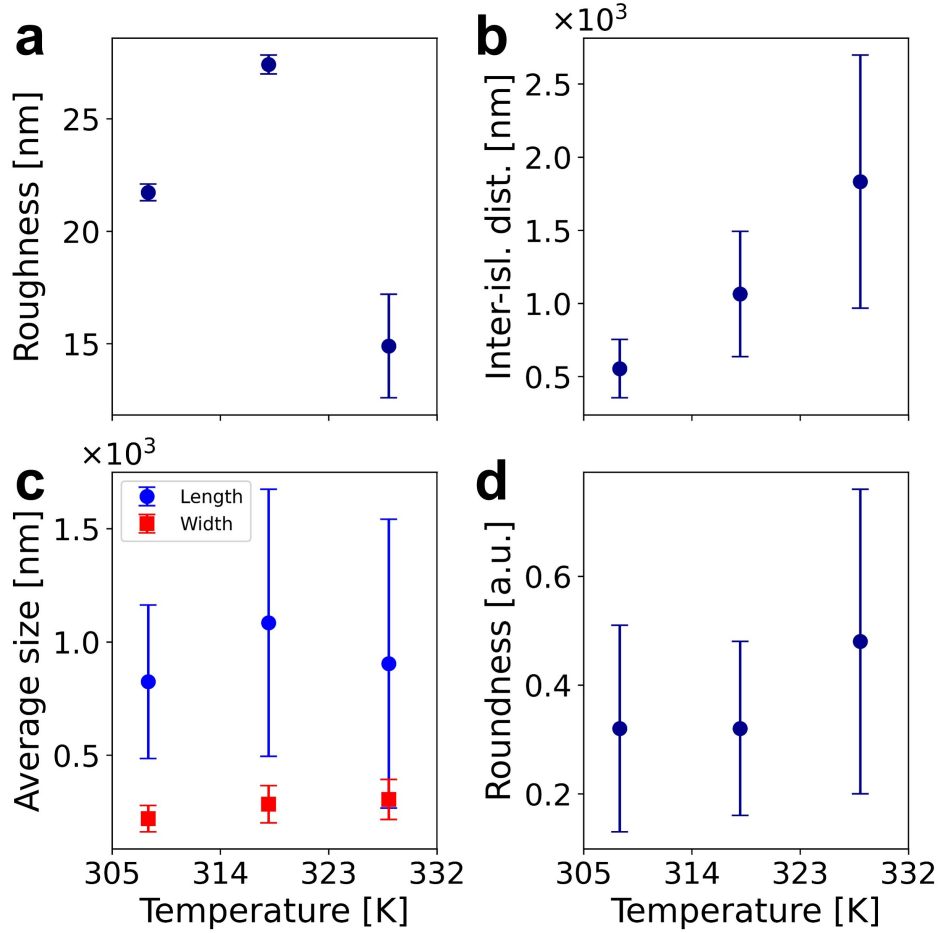 a
Roughness [nm]
25
20
15
b
×10³
Inter-isl. dist. [nm]
2.5
2.0
1.5
1.0
0.5
c
×10³
Average size [nm]
1.5
1.0
0.5
Length
Width
305 314 323 332
Temperature [K]
d
Roundness [a.u.]
0.6
0.4
0.2
305 314 323 332
Temperature [K]